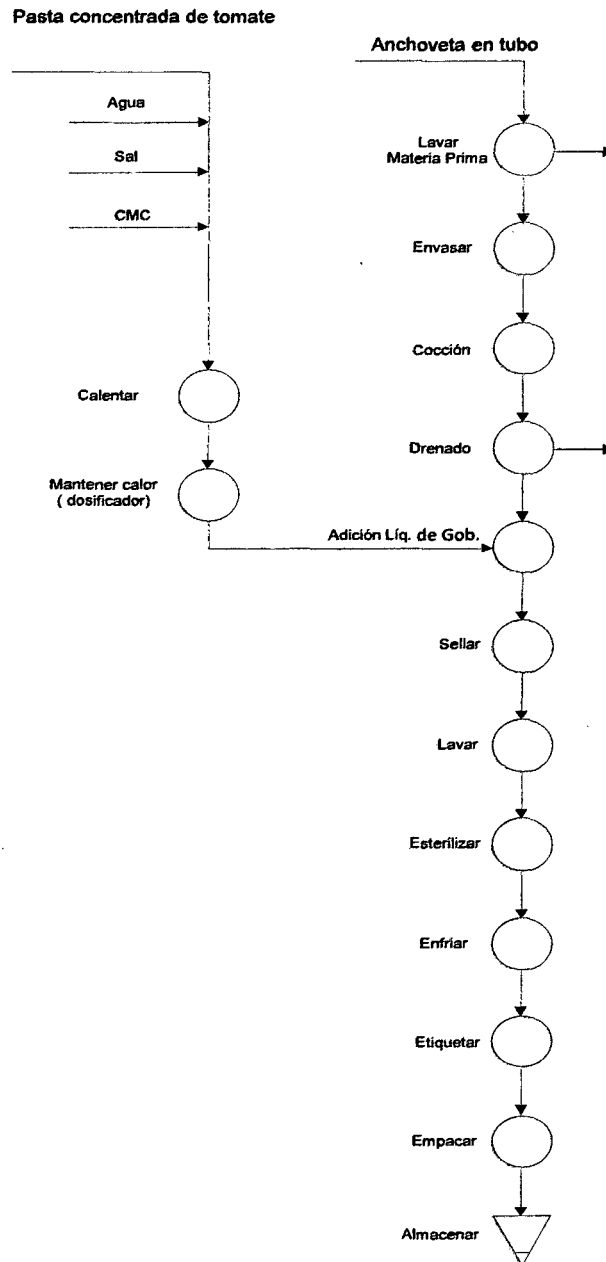 Pasta concentrada de tomate
Anchoveta en tubo
Agua
Sal
CMC
Calentar
Mantener calor
( dosificador)
Lavar
Materia Prima
Envasar
Cocción
Drenado
Adición Líq. de Gob.
Sellar
Lavar
Esterilizar
Enfriar
Etiquetar
Empacar
Almacenar